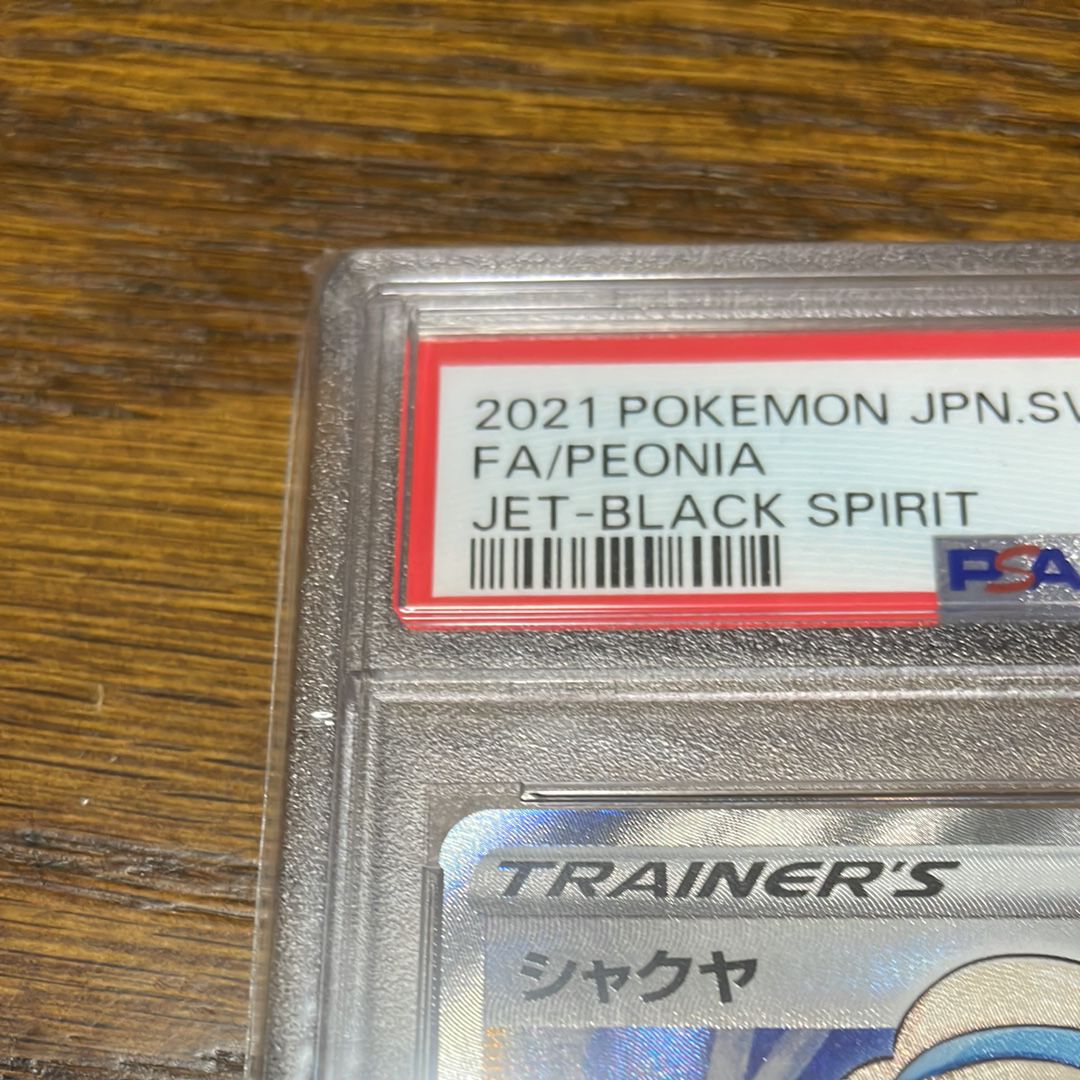 2021 POKEMON JPN.SV
FA/PEONIA
JET-BLACK SPIRIT
PSA
TRAINER'S
シャクヤ